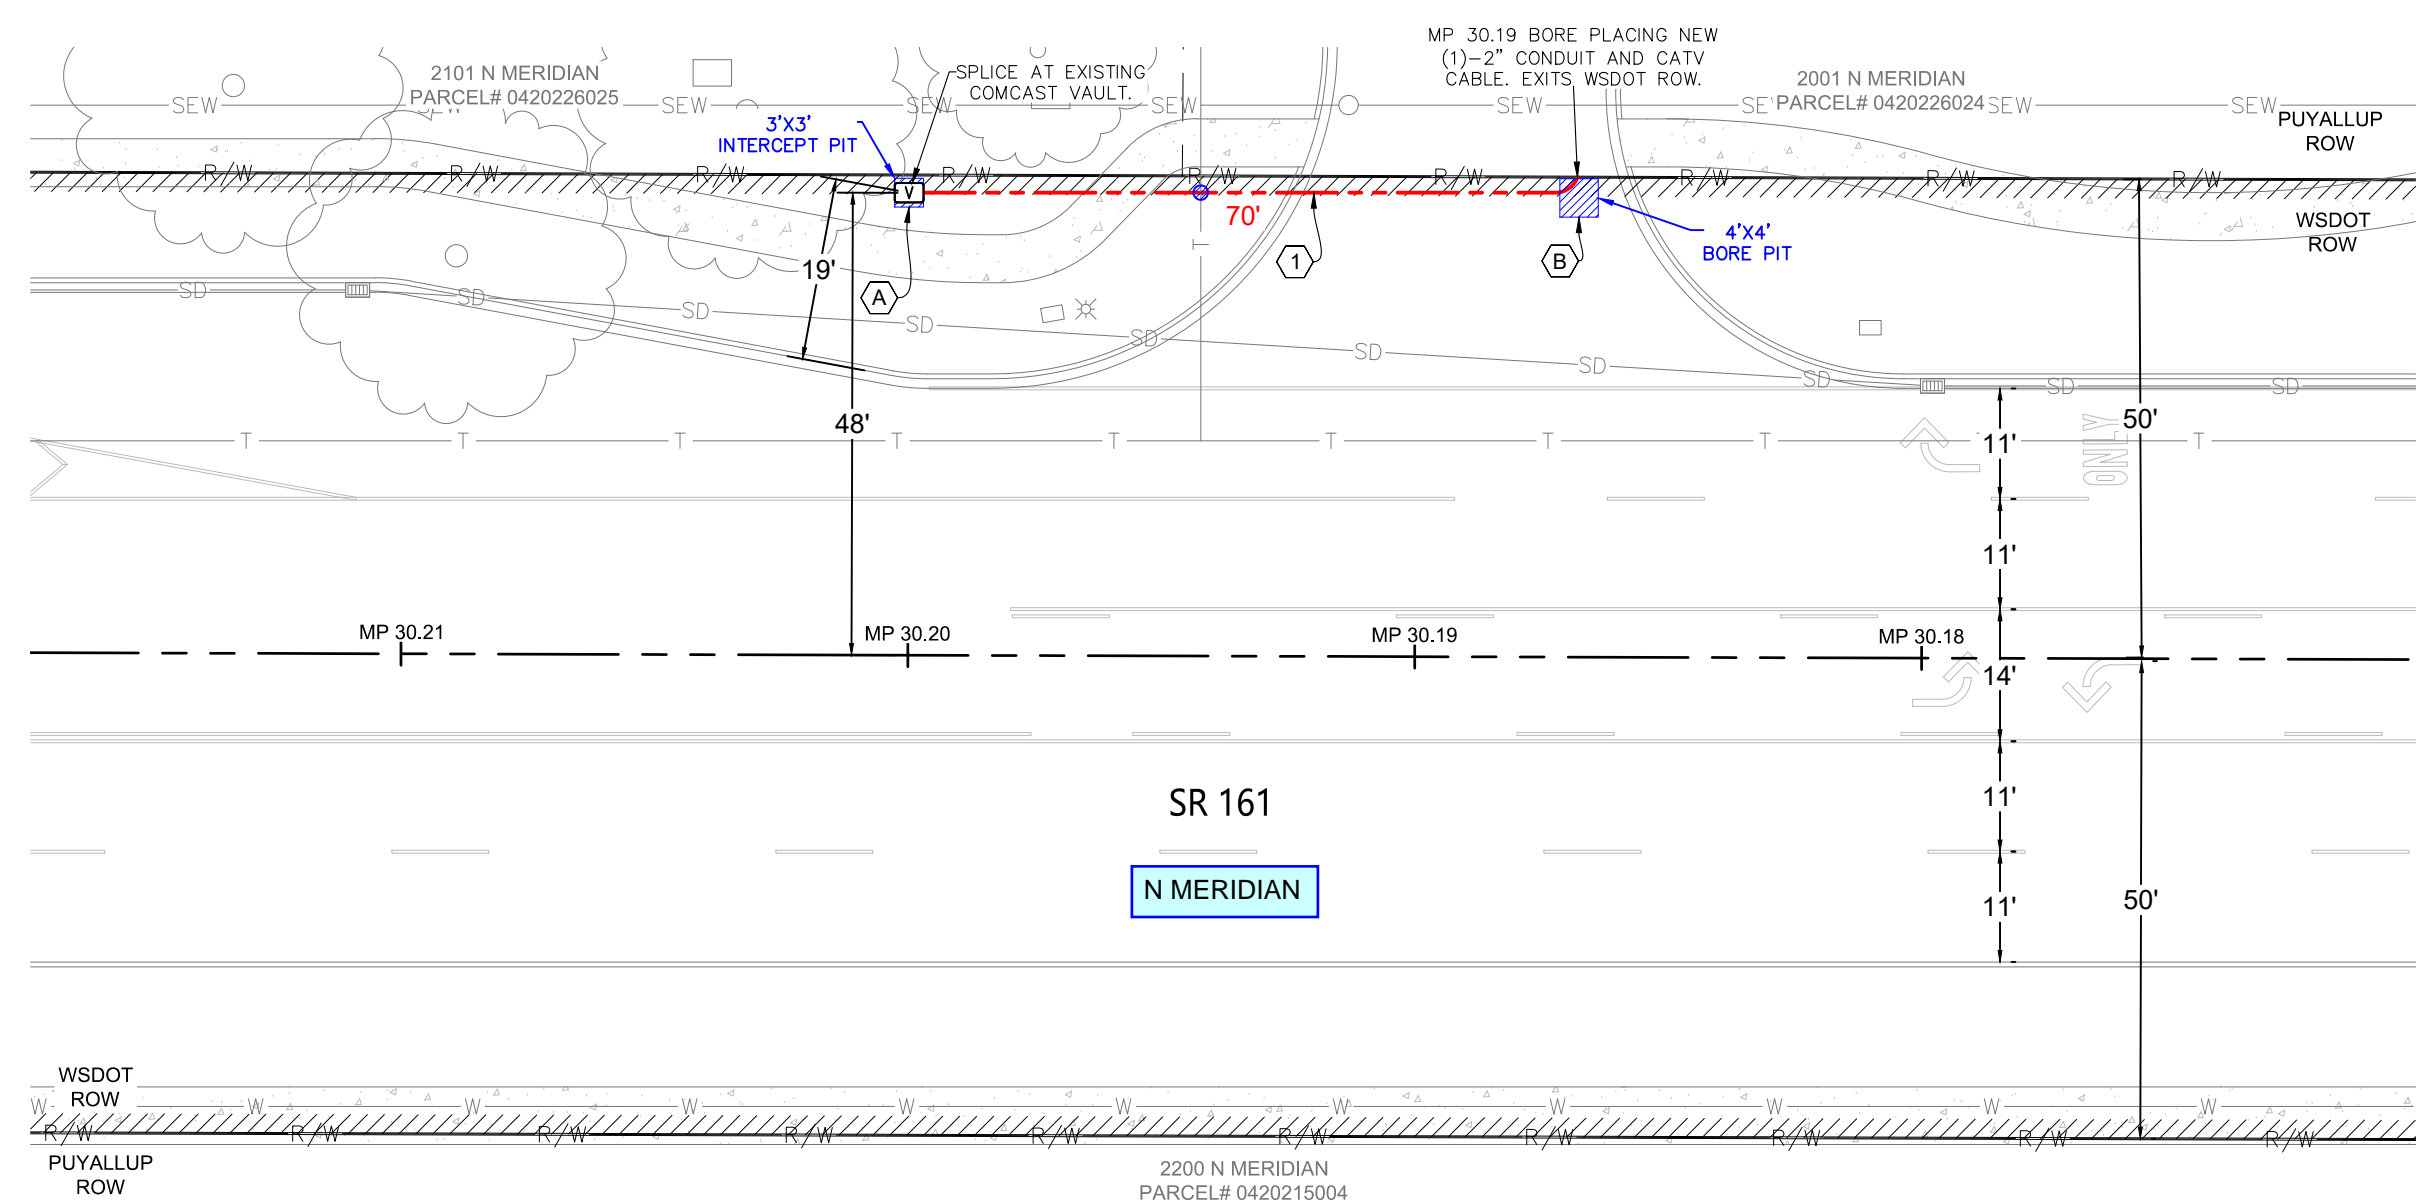 MP 30.19 BORE PLACING NEW
(1)-2" CONDUIT AND CATV
CABLE. EXITS WSDOT ROW.
2101 N MERIDIAN
PARCEL# 0420226025
SPLICE AT EXISTING
COMCAST VAULT.
2001 N MERIDIAN
PARCEL# 0420226024
SEW SEW SEW SEW SEW SEW SEW SEW SEW
PUYALLUP
ROW
3'X3'
INTERCEPT PIT
R/W R/W R/W R/W R/W R/W R/W R/W R/W
V
70'
WSDOT
ROW
4'X4'
BORE PIT
T
19'
A
1
B
SD SD SD SD SD SD SD SD SD SD
48'
50'
11'
ONLY
T T T T T T T T T
11'
MP 30.21
MP 30.20
MP 30.19
MP 30.18
14'
SR 161
11'
N MERIDIAN
11'
50'
WSDOT
ROW
W W W W W W W W W W W
R/W R/W R/W R/W R/W R/W R/W R/W R/W R/W
PUYALLUP
ROW
2200 N MERIDIAN
PARCEL# 0420215004